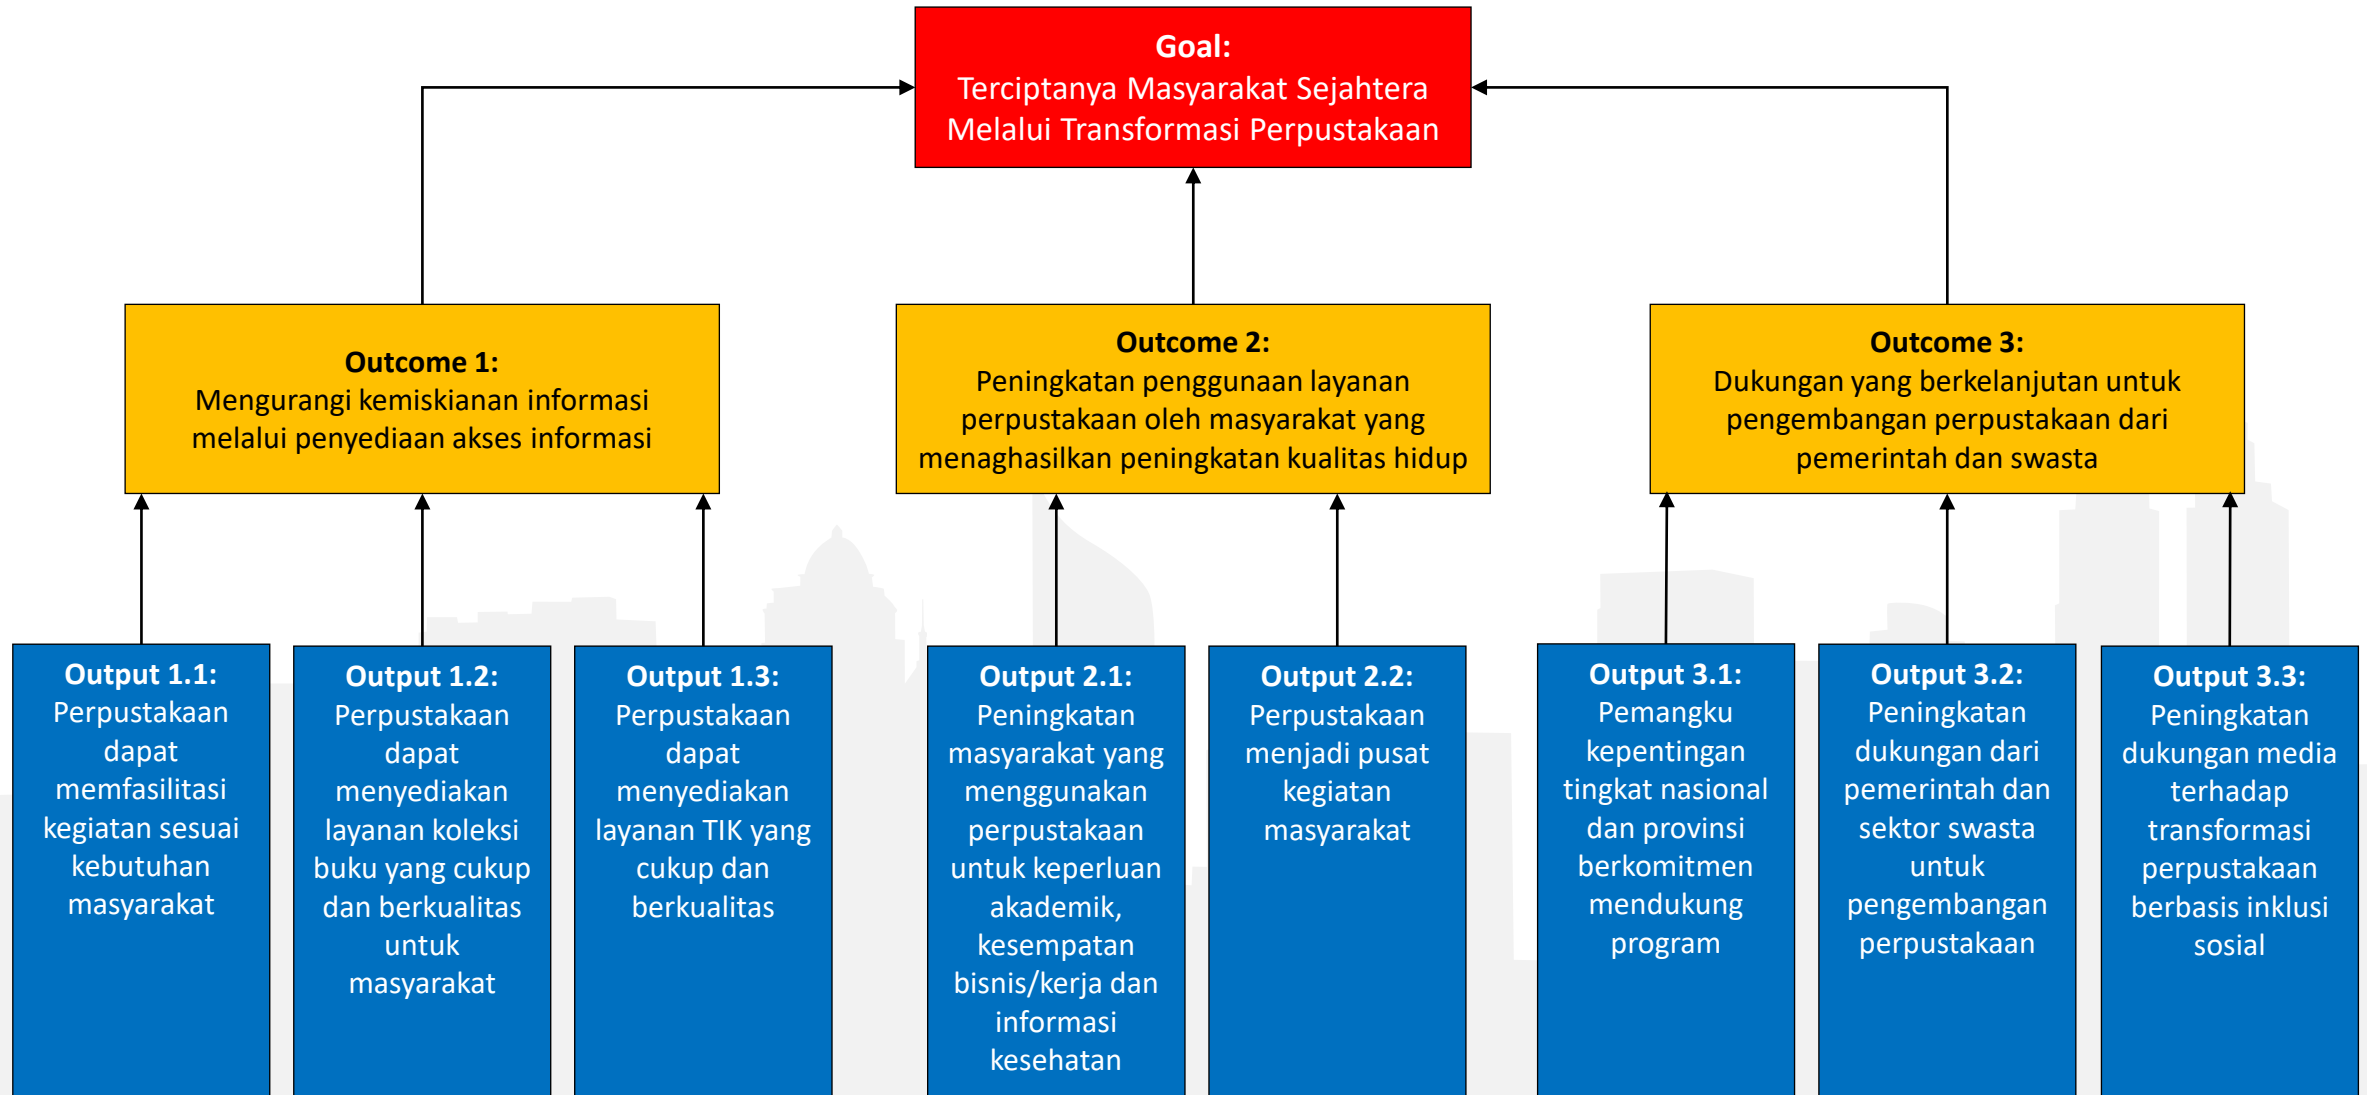 Goal:
Terciptanya Masyarakat Sejahtera
Melalui Transformasi Perpustakaan
Outcome 1:
Mengurangi kemiskianan informasi
melalui penyediaan akses informasi
Outcome 2:
Peningkatan penggunaan layanan
perpustakaan oleh masyarakat yang
menaghasilkan peningkatan kualitas hidup
Outcome 3:
Dukungan yang berkelanjutan untuk
pengembangan perpustakaan dari
pemerintah dan swasta
Output 1.1:
Perpustakaan
dapat
memfasilitasi
kegiatan sesuai
kebutuhan
masyarakat
Output 1.2:
Perpustakaan
dapat
menyediakan
layanan koleksi
buku yang cukup
dan berkualitas
untuk
masyarakat
Output 1.3:
Perpustakaan
dapat
menyediakan
layanan TIK yang
cukup dan
berkualitas
Output 2.1:
Peningkatan
masyarakat yang
menggunakan
perpustakaan
untuk keperluan
akademik,
kesempatan
bisnis/kerja dan
informasi
kesehatan
Output 2.2:
Perpustakaan
menjadi pusat
kegiatan
masyarakat
Output 3.1:
Pemangku
kepentingan
tingkat nasional
dan provinsi
berkomitmen
mendukung
program
Output 3.2:
Peningkatan
dukungan dari
pemerintah dan
sektor swasta
untuk
pengembangan
perpustakaan
Output 3.3:
Peningkatan
dukungan media
terhadap
transformasi
perpustakaan
berbasis inklusi
sosial